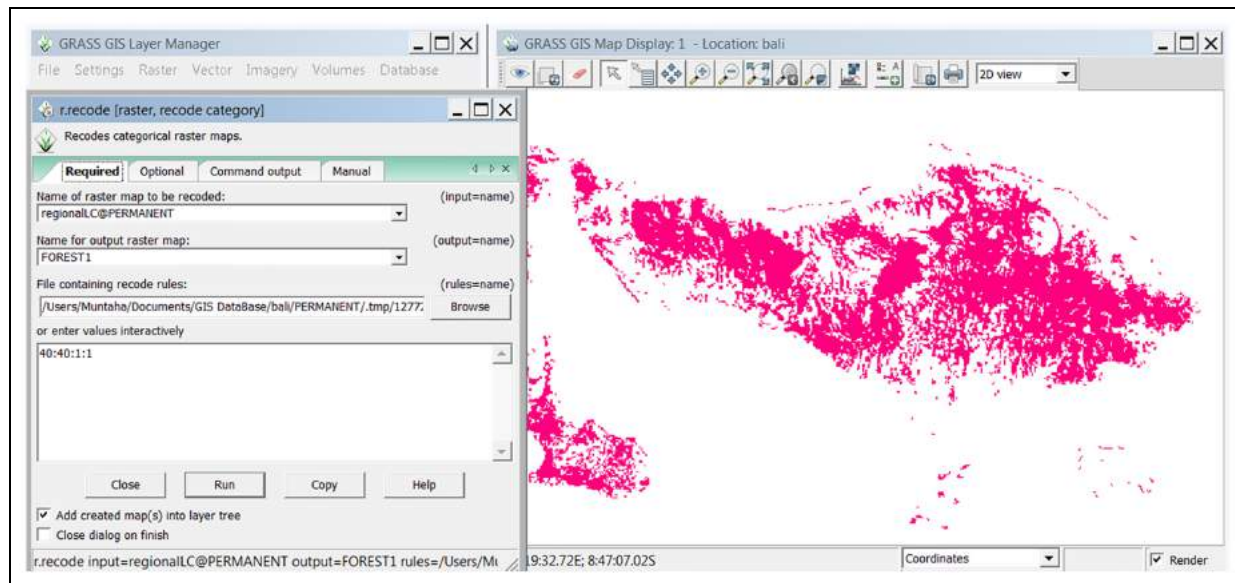 GRASS GIS Layer Manager
File Settings Raster Vector Imagery Volumes Database
r.recode [raster, recode category]
Recodes categorical raster maps.
Required Optional Command output Manual
Name of raster map to be recoded: (input=name)
regionalLC@PERMANENT
Name for output raster map: (output=name)
FOREST1
File containing recode rules: (rules=name)
/Users/Muntaha/Documents/GIS DataBase/bali/PERMANENT/.tmp/1277 Browse
or enter values interactively
40:40:1:1
Close Run Copy Help
Add created map(s) into layer tree
Close dialog on finish
r.recode input=regionalLC@PERMANENT output=FOREST1 rules=/Users/Mu
GRASS GIS Map Display: 1 - Location: bali
2D view
19:32.72E; 8:47:07.02S Coordinates Render